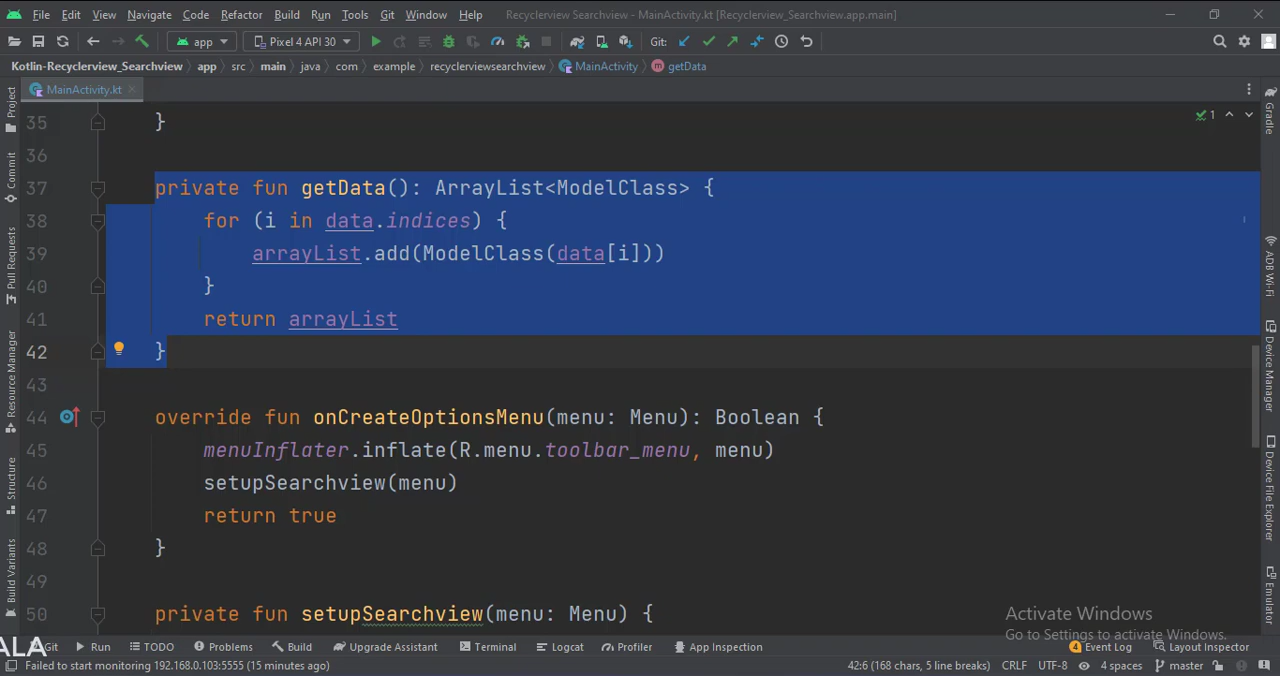 File Edit View Navigate Code Refactor Build Run Tools Git Window Help Recyclerview Searchview - MainActivity.kt [Recyclerview_Searchview.app.main]
app Pixel 4 API 30 Git:
Kotlin-Recyclerview_Searchview app src main java com example recyclerviewsearchview MainActivity getData
MainActivity.kt
Project
Commit
Pull Requests
Resource Manager
Structure
Build Variants
35 }
1
36
37 private fun getData(): ArrayList<ModelClass> {
38 for (i in data.indices) {
39 arrayList.add(ModelClass(data[i]))
40 }
41 return arrayList
42 }
43
44 override fun onCreateOptionsMenu(menu: Menu): Boolean {
45 menuInflater.inflate(R.menu.toolbar_menu, menu)
46 setupSearchview(menu)
47 return true
48 }
49
50 private fun setupSearchview(menu: Menu) {
Gradle
ADB Wi-Fi
Device Manager
Device File Explorer
Emulator
Activate Windows
Go to Settings to activate Windows.
ALA
Git Run TODO Problems Build Upgrade Assistant Terminal Logcat Profiler App Inspection 4 Event Log Layout Inspector
Failed to start monitoring 192.168.0.103:5555 (15 minutes ago) 42:6 (168 chars, 5 line breaks) CRLF UTF-8 4 spaces master